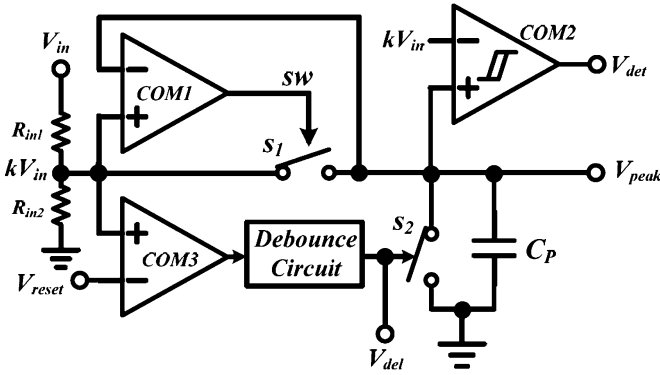 V_in
R_in1
kV_in
R_in2
V_reset
COM1
sw
s_1
COM3
Debounce
Circuit
V_del
kV_in
COM2
V_det
V_peak
s_2
C_P